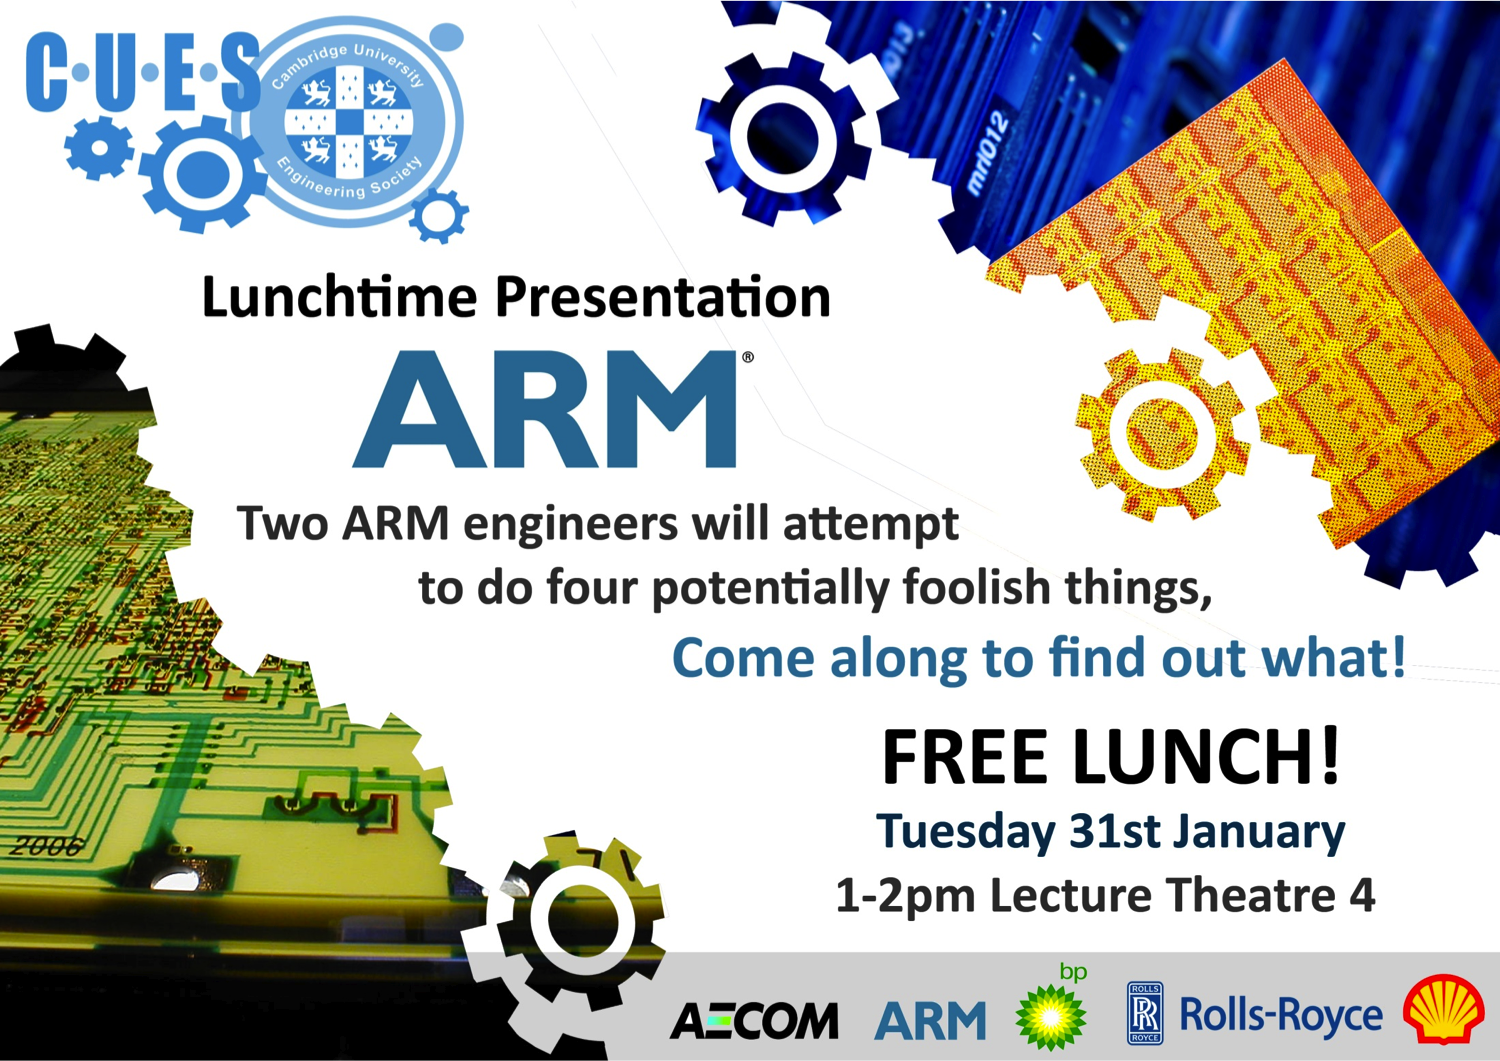 C·U·E·S
Cambridge University
Engineering Society
mrl012
Lunchtime Presentation
ARM®
Two ARM engineers will attempt
to do four potentially foolish things,
Come along to find out what!
FREE LUNCH!
Tuesday 31st January
1-2pm Lecture Theatre 4
2006
bp
AECOM
ARM
ROLLS
RR
ROYCE
Rolls-Royce